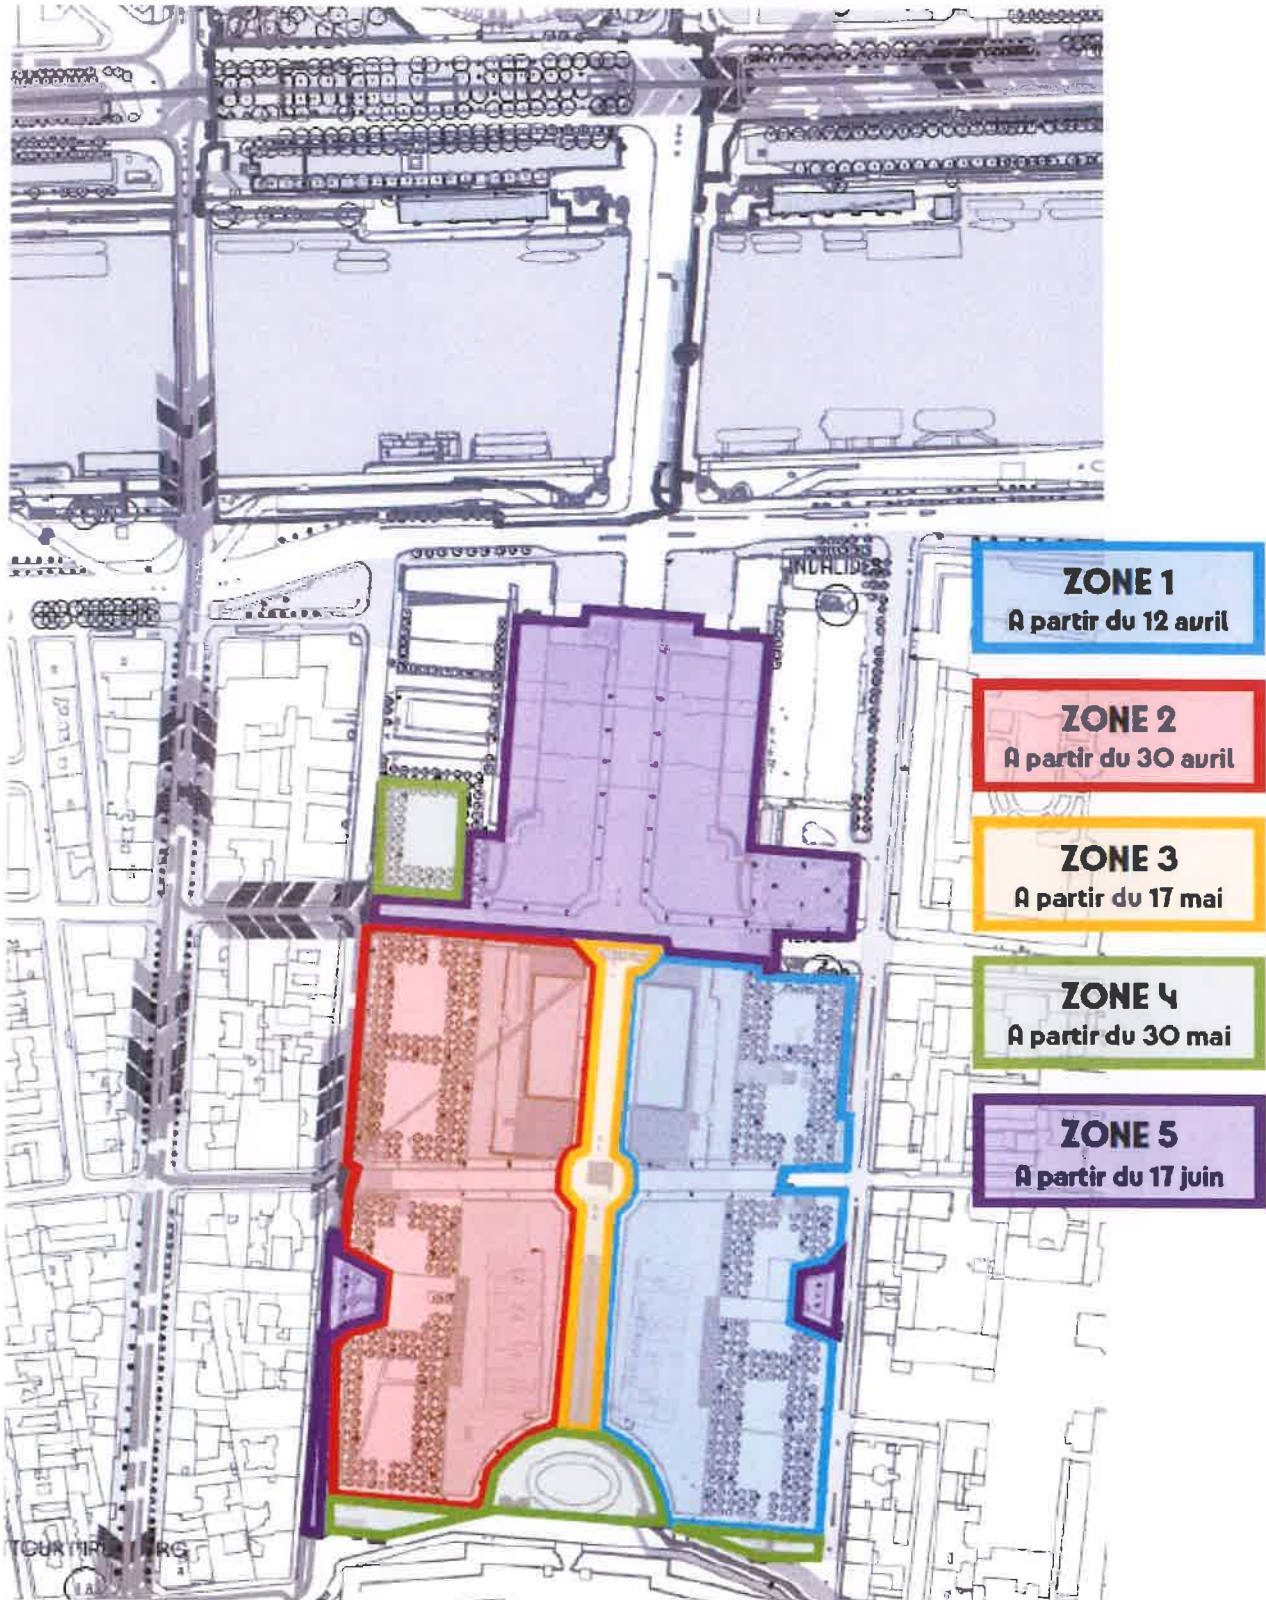 INVALIDES
ZONE 1
A partir du 12 avril
ZONE 2
A partir du 30 avril
ZONE 3
A partir du 17 mai
ZONE 4
A partir du 30 mai
ZONE 5
A partir du 17 juin